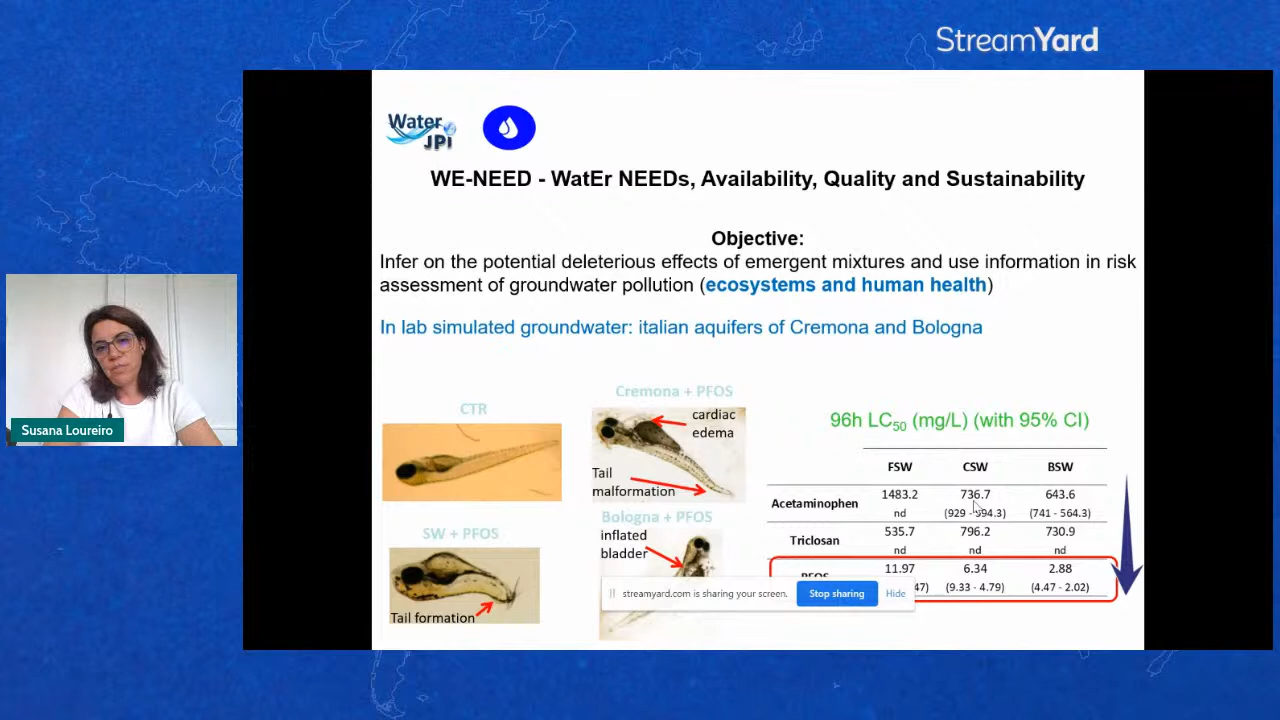 StreamYard
Water
JPI
WE-NEED - WatEr NEEDs, Availability, Quality and Sustainability
Objective:
Infer on the potential deleterious effects of emergent mixtures and use information in risk
assessment of groundwater pollution (ecosystems and human health)
In lab simulated groundwater: italian aquifers of Cremona and Bologna
CTR
SW + PFOS
Tail formation
Cremona + PFOS
cardiac
edema
Tail
malformation
Bologna + PFOS
inflated
bladder
96h LC50 (mg/L) (with 95% CI)
FSW CSW BSW
Acetaminophen 1483.2 736.7 643.6
nd (929 - 594.3) (741 - 564.3)
Triclosan 535.7 796.2 730.9
nd nd nd
PFOS 11.97 6.34 2.88
47) (9.33 - 4.79) (4.47 - 2.02)
streamyard.com is sharing your screen. Stop sharing Hide
Susana Loureiro